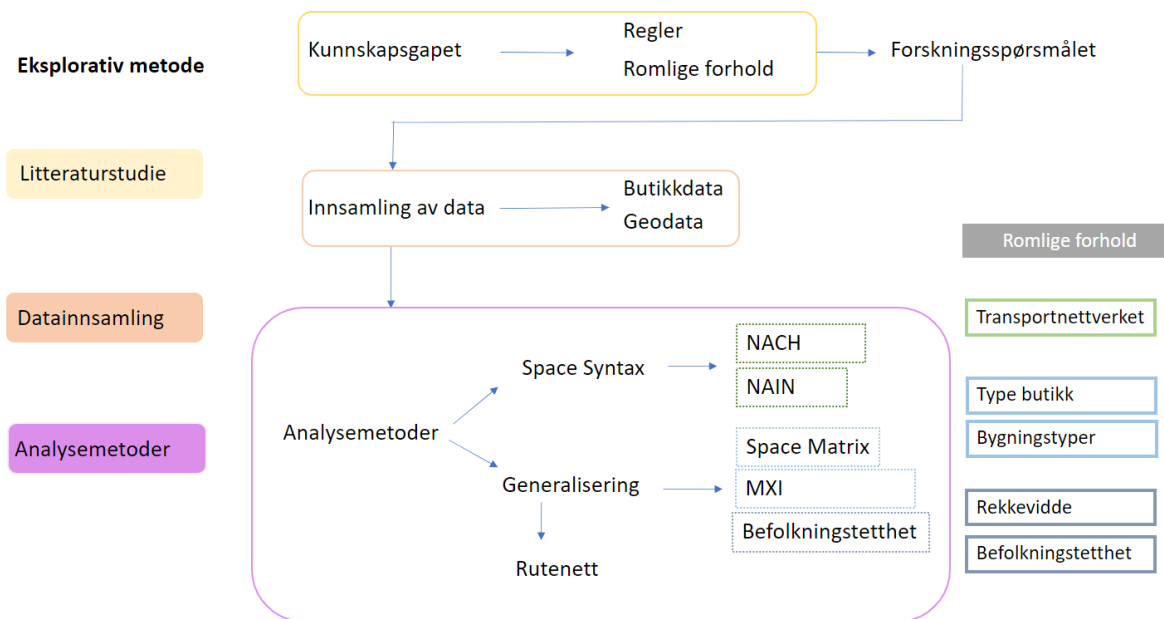 Eksplorativ metode
Kunnskapsgapet
Regler
Romlige forhold
Forskningsspørsmålet
Litteraturstudie
Innsamling av data
Butikkdata
Geodata
Romlige forhold
Datainnsamling
Transportnettverket
Space Syntax
NACH
NAIN
Type butikk
Analysemetoder
Analysemetoder
Bygningstyper
Generalisering
Space Matrix
MXI
Befolkningstetthet
Rekkevidde
Befolkningstetthet
Rutenett